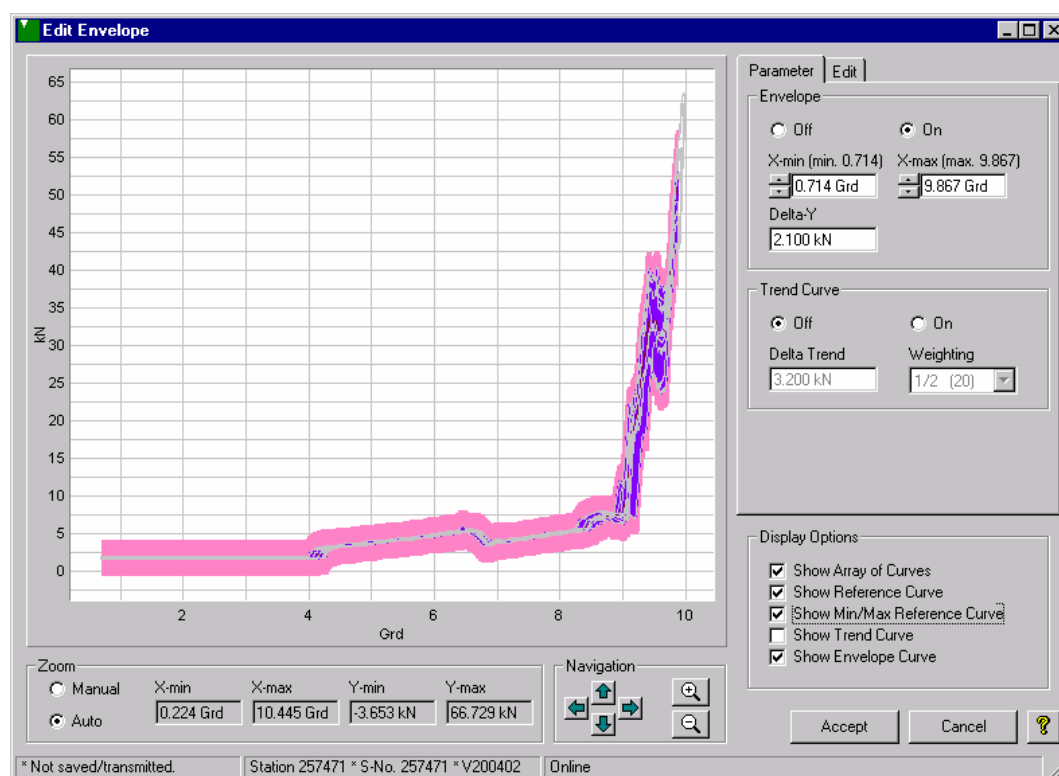 Edit Envelope
65
60
55
50
45
40
35
30
25
20
15
10
5
0
kN
2 4 6 8 10
Grd
Parameter Edit
Envelope
Off On
X-min (min. 0.714) X-max (max. 9.867)
0.714 Grd 9.867 Grd
Delta-Y
2.100 kN
Trend Curve
Off On
Delta Trend Weighting
3.200 kN 1/2 (20)
Display Options
Show Array of Curves
Show Reference Curve
Show Min/Max Reference Curve
Show Trend Curve
Show Envelope Curve
Zoom
Manual X-min X-max Y-min Y-max
Auto 0.224 Grd 10.445 Grd -3.653 kN 66.729 kN
Navigation
Accept Cancel ?
* Not saved/transmitted. Station 257471 * S-No. 257471 * V200402 Online